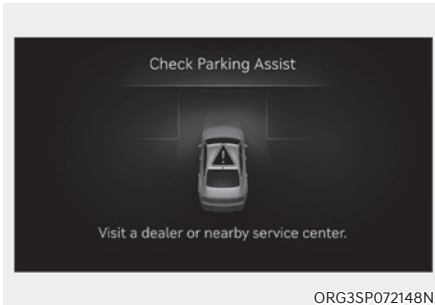 Check Parking Assist
Visit a dealer or nearby service center.
ORG3SP072148N